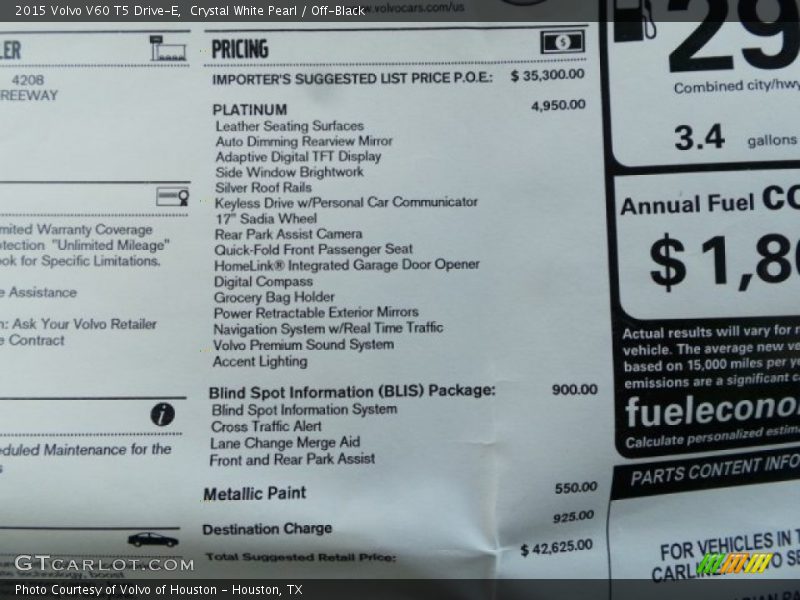 2015 Volvo V60 T5 Drive-E,  Crystal White Pearl / Off-Black
.volvocars.com/us
LER
4208
REEWAY
imited Warranty Coverage
otection "Unlimited Mileage"
ook for Specific Limitations.
e Assistance
n: Ask Your Volvo Retailer
e Contract
eduled Maintenance for the
s
PRICING
IMPORTER'S SUGGESTED LIST PRICE P.O.E: $ 35,300.00
PLATINUM 4,950.00
Leather Seating Surfaces
Auto Dimming Rearview Mirror
Adaptive Digital TFT Display
Side Window Brightwork
Silver Roof Rails
Keyless Drive w/Personal Car Communicator
17" Sadia Wheel
Rear Park Assist Camera
Quick-Fold Front Passenger Seat
HomeLink® Integrated Garage Door Opener
Digital Compass
Grocery Bag Holder
Power Retractable Exterior Mirrors
Navigation System w/Real Time Traffic
Volvo Premium Sound System
Accent Lighting
Blind Spot Information (BLIS) Package: 900.00
Blind Spot Information System
Cross Traffic Alert
Lane Change Merge Aid
Front and Rear Park Assist
Metallic Paint 550.00
Destination Charge 925.00
Total Suggested Retail Price: $ 42,625.00
29
Combined city/hwy
3.4 gallons
Annual Fuel CO
$1,80
Actual results will vary for
vehicle. The average new ve
based on 15,000 miles per ye
emissions are a significant c
fueleconom
Calculate personalized estim
PARTS CONTENT INFO
FOR VEHICLES IN T
CARLINE TO SE
GTCARLOT.COM
technology, boost
Photo Courtesy of Volvo of Houston - Houston, TX